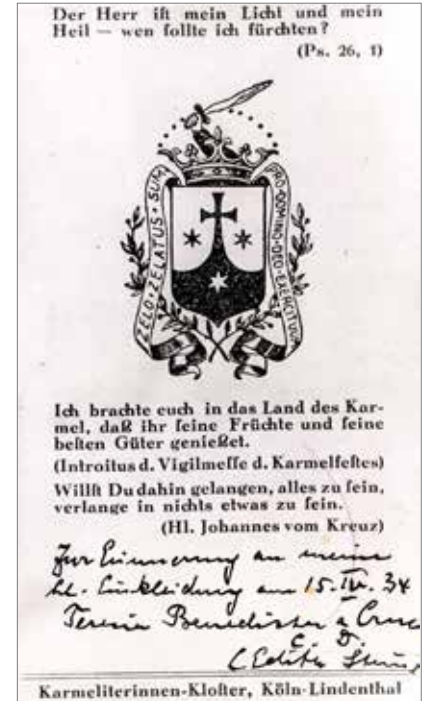 Der Herr iſt mein Licht und mein
Heil — wen ſollte ich fürchten?
(Ps. 26, 1)
ZELO · ZELATUS · SUM
PRO · DOMINO · DEO · EXERCITUUM
Ich brachte euch in das Land des Kar-
mel, daß ihr ſeine Früchte und ſeine
beſten Güter genießet.
(Introitus d. Vigilmeſſe d. Karmelfeſtes)
Willſt Du dahin gelangen, alles zu ſein,
verlange in nichts etwas zu ſein.
(Hl. Johannes vom Kreuz)
Zur Erinnerung an meine
hl. Einkleidung am 15. IV. 34
Teresia Benedicta a Cruce
C. D.
(Edith Stein)
Karmeliterinnen-Kloſter, Köln-Lindenthal